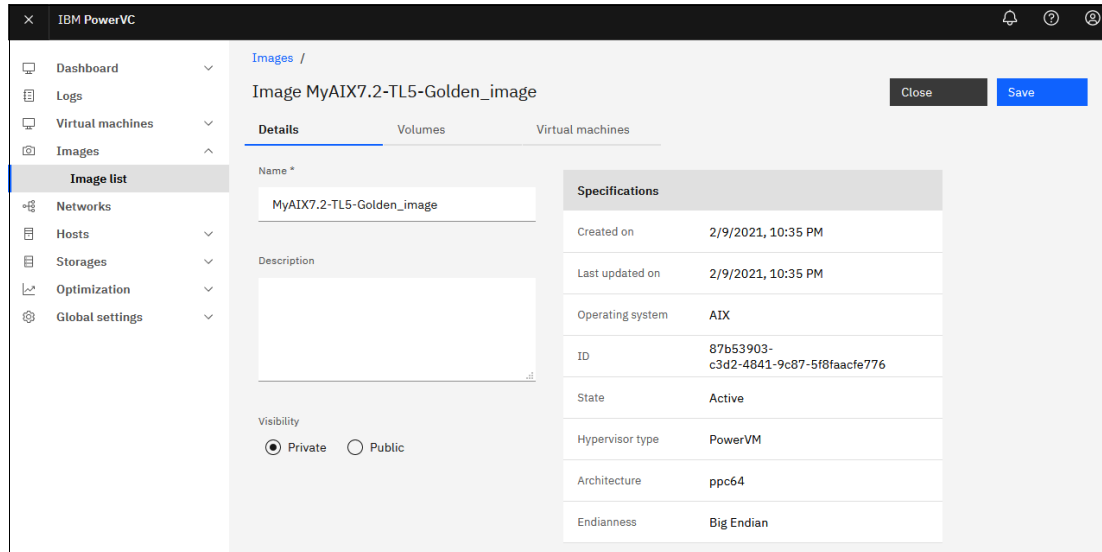 IBM PowerVC
Dashboard
Logs
Virtual machines
Images
Image list
Networks
Hosts
Storages
Optimization
Global settings
Images /
Image MyAIX7.2-TL5-Golden_image
Close
Save
Details
Volumes
Virtual machines
Name *
MyAIX7.2-TL5-Golden_image
Description
Visibility
Private
Public
Specifications
Created on 2/9/2021, 10:35 PM
Last updated on 2/9/2021, 10:35 PM
Operating system AIX
ID 87b53903-
c3d2-4841-9c87-5f8faacfe776
State Active
Hypervisor type PowerVM
Architecture ppc64
Endianness Big Endian